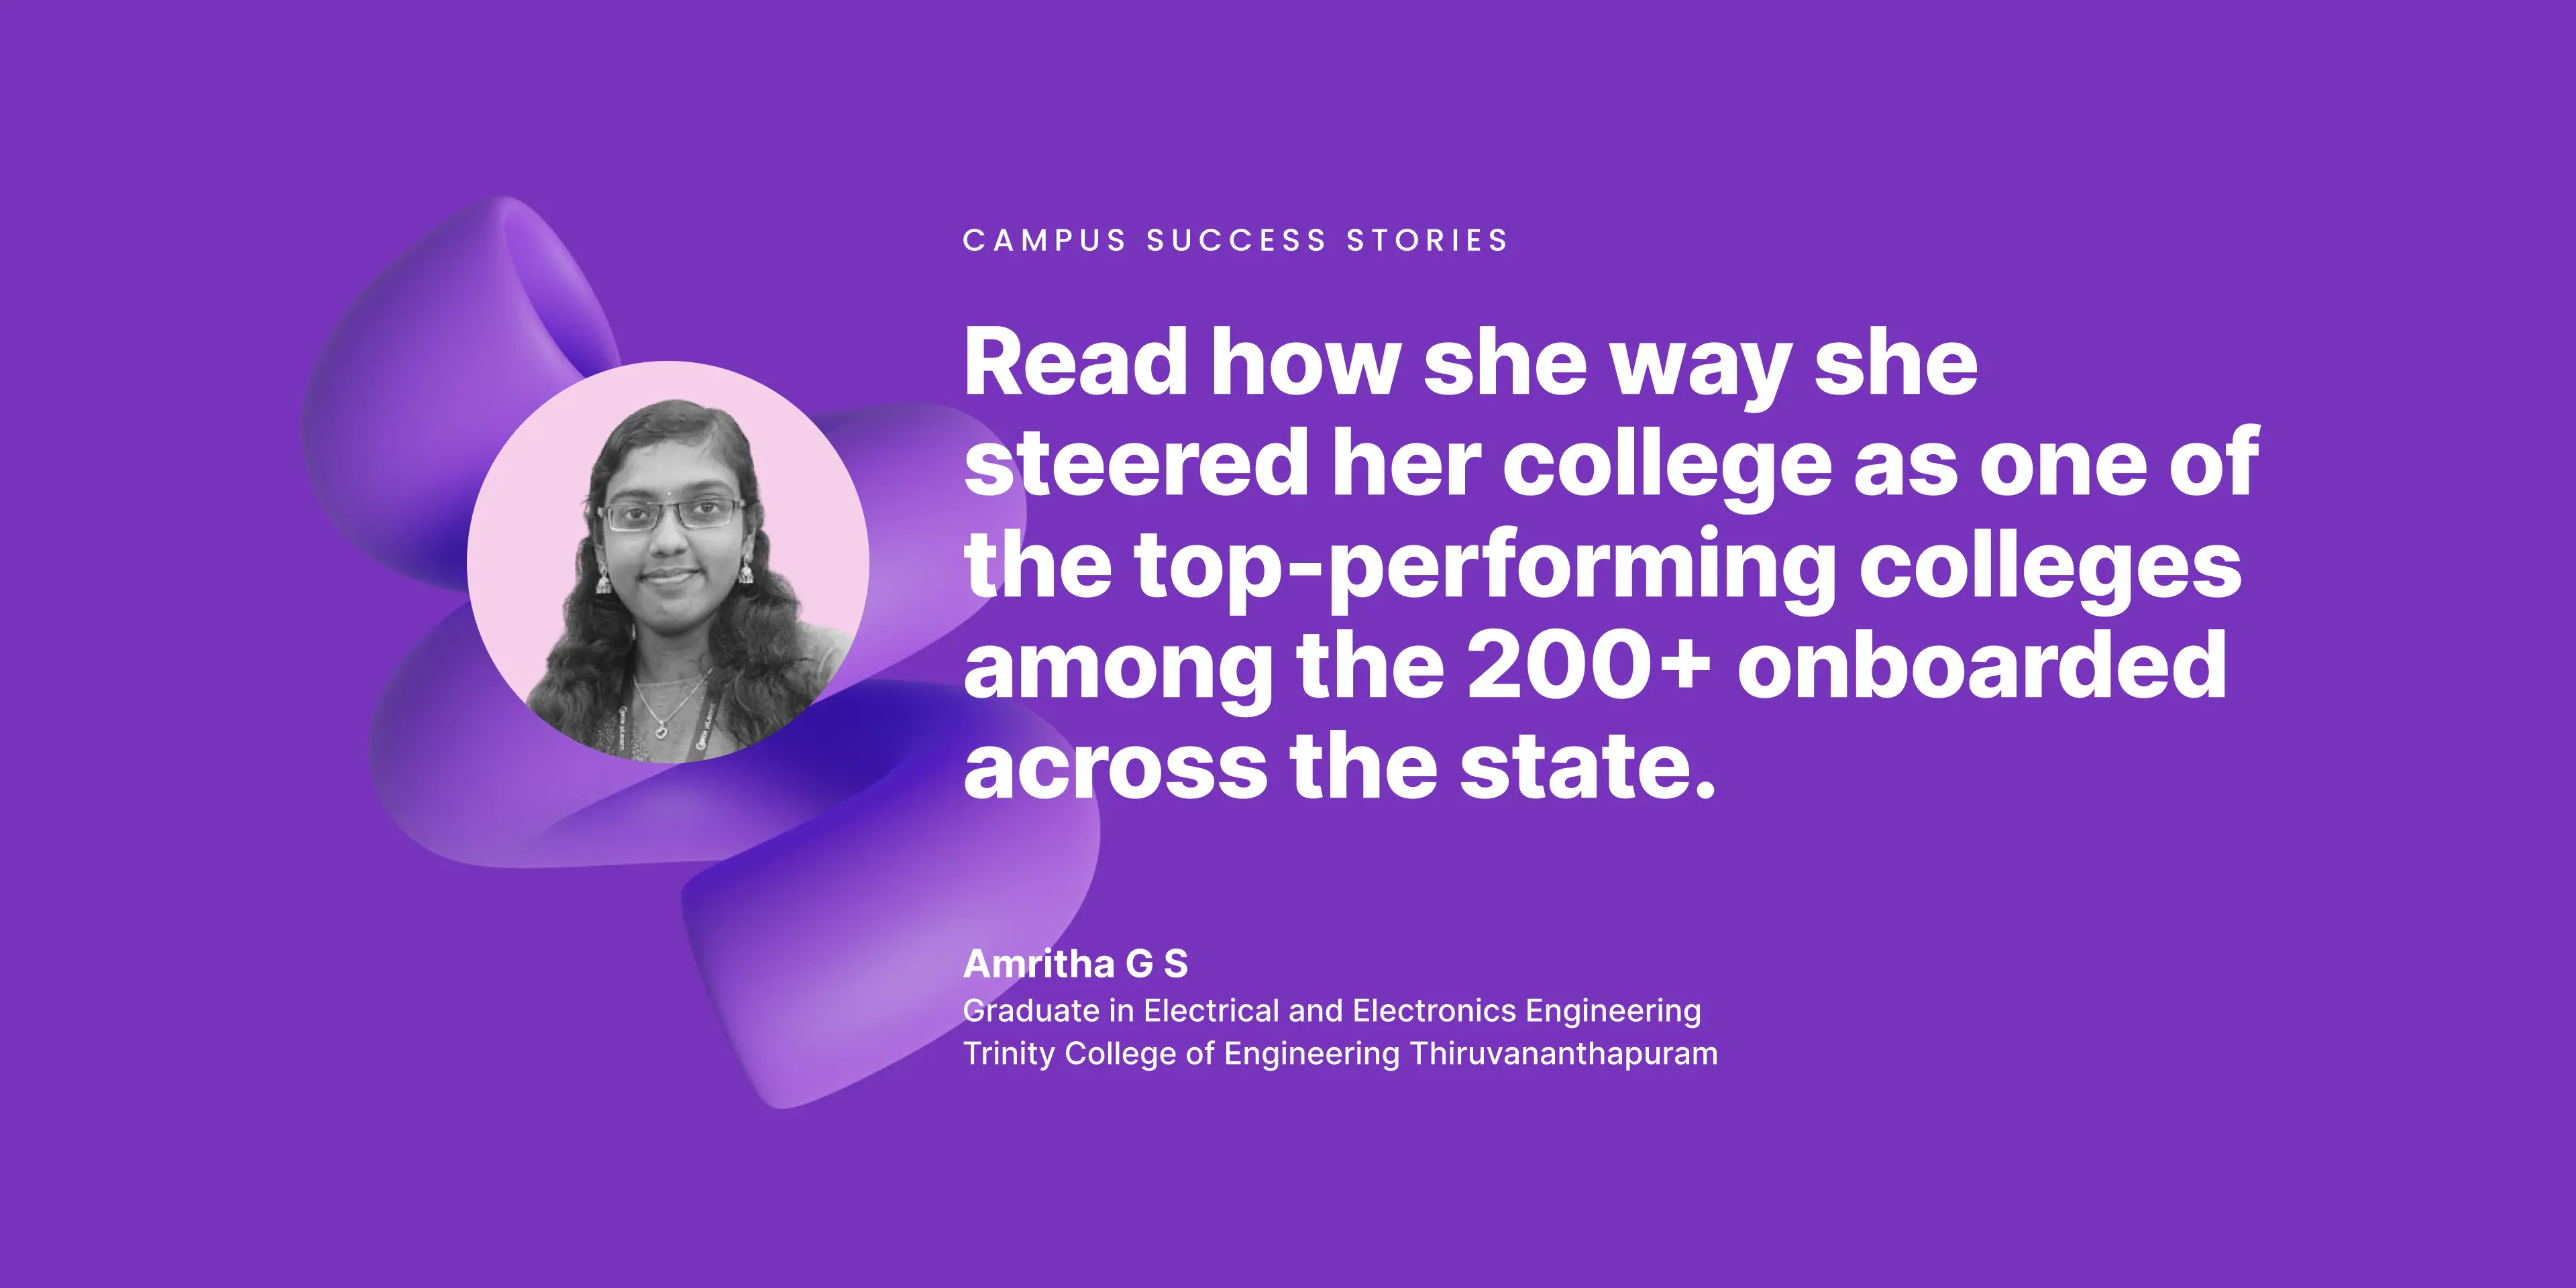 CAMPUS SUCCESS STORIES
Read how she way she
steered her college as one of
the top-performing colleges
among the 200+ onboarded
across the state.
Amritha G S
Graduate in Electrical and Electronics Engineering
Trinity College of Engineering Thiruvananthapuram